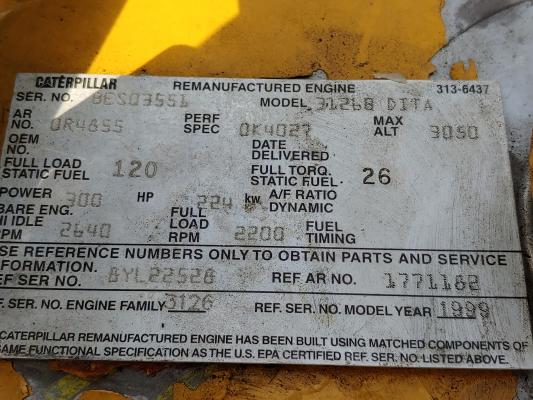 CATERPILLAR REMANUFACTURED ENGINE 313-6437
SER. NO. BES03551 MODEL 3126B DITA
AR NO. 0R4655 PERF SPEC 0K4027 MAX ALT 3050
OEM NO. DATE DELIVERED
FULL LOAD STATIC FUEL 120 FULL TORQ. STATIC FUEL 26
POWER 300 HP 224 kw A/F RATIO DYNAMIC
BARE ENG. HI IDLE RPM 2640 FULL LOAD RPM 2200 FUEL TIMING
SE REFERENCE NUMBERS ONLY TO OBTAIN PARTS AND SERVICE
FORMATION. REF SER NO. 8YL22528 REF AR NO. 1771182
F. SER. NO. ENGINE FAMILY 3126 REF. SER. NO. MODEL YEAR 1999
CATERPILLAR REMANUFACTURED ENGINE HAS BEEN BUILT USING MATCHED COMPONENTS OF
SAME FUNCTIONAL SPECIFICATION AS THE U.S. EPA CERTIFIED REF. SER. NO. LISTED ABOVE.